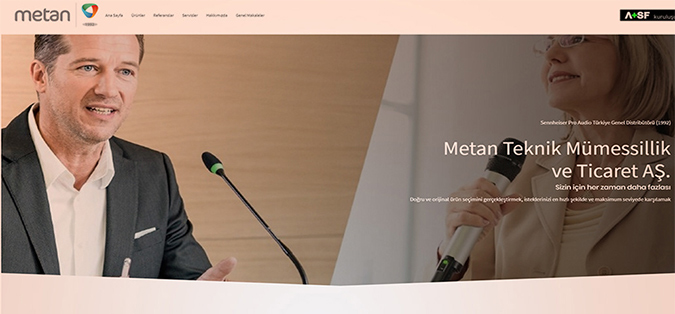 metan
Ana Sayfa Ürünler Referanslar Servisler Hakkımızda Genel Makaleler
A+SF kuruluşu
Sennheiser Pro Audio Türkiye Genel Distribütörü (1992)
Metan Teknik Mümessillik
ve Ticaret AŞ.
Sizin için her zaman daha fazlası
Doğru ve orijinal ürün seçimini gerçekleştirmek, isteklerinizi en hızlı şekilde ve maksimum seviyede karşılamak